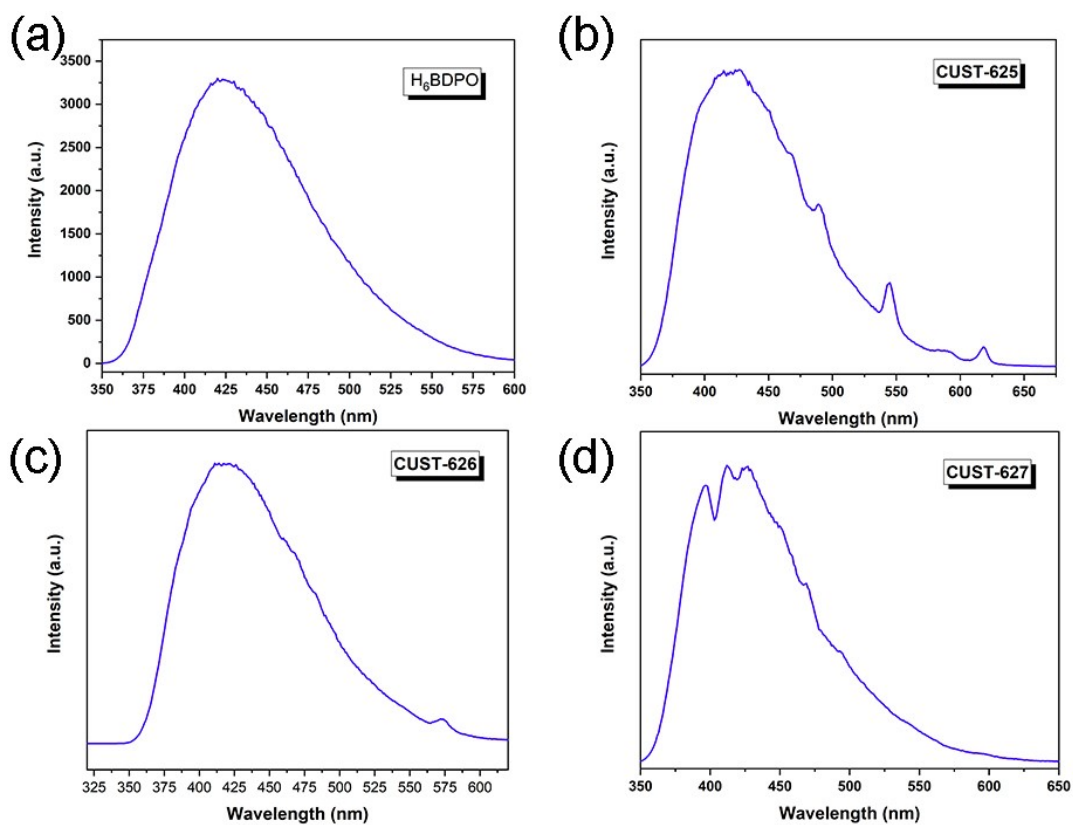 (a)
H₆BDPO
3500
3000
2500
2000
1500
1000
500
0
Intensity (a.u.)
350 375 400 425 450 475 500 525 550 575 600
Wavelength (nm)
(b)
CUST-625
Intensity (a.u.)
350 400 450 500 550 600 650
Wavelength (nm)
(c)
CUST-626
Intensity (a.u.)
325 350 375 400 425 450 475 500 525 550 575 600
Wavelength (nm)
(d)
CUST-627
Intensity (a.u.)
350 400 450 500 550 600 650
Wavelength (nm)